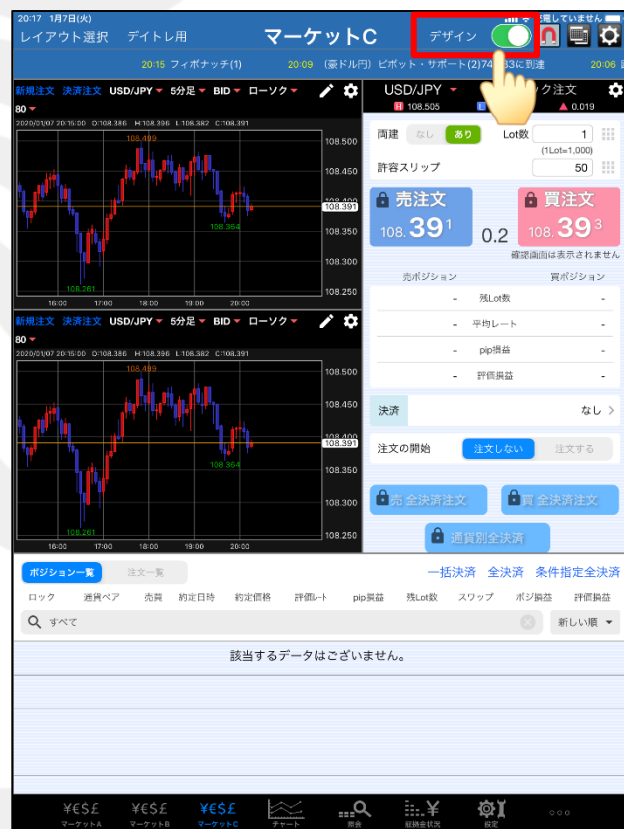 20:17 1月7日(火)
充電していません
レイアウト選択 デイトレ用 マーケットC デザイン
20:15 フィボナッチ(1) 20:09 (豪ドル円) ピボット・サポート(2)74 33に到達 20:06
新規注文 決済注文 USD/JPY 5分足 BID ローソク
80
2020/01/07 20:15:00 O:108.386 H:108.396 L:108.382 C:108.391
108.499
108.500
108.450
108.400
108.391
108.364
108.350
108.300
108.261
108.250
16:00 17:00 18:00 19:00 20:00
新規注文 決済注文 USD/JPY 5分足 BID ローソク
80
2020/01/07 20:15:00 O:108.386 H:108.396 L:108.382 C:108.391
108.499
108.500
108.450
108.400
108.391
108.364
108.350
108.300
108.261
108.250
16:00 17:00 18:00 19:00 20:00
USD/JPY ック注文
H 108.505 L 0.019
両建 なし あり Lot数 1
(1Lot=1,000)
許容スリップ 50
売注文 買注文
108.391 0.2 108.393
確認画面は表示されません
売ポジション 買ポジション
- 残Lot数 -
- 平均レート -
- pip損益 -
- 評価損益 -
決済 なし >
注文の開始 注文しない 注文する
売 全決済注文 買 全決済注文
通貨別全決済
ポジション一覧 注文一覧 一括決済 全決済 条件指定全決済
ロック 通貨ペア 売買 約定日時 約定価格 評価レート pip損益 残Lot数 スワップ ポジ損益 評価損益
すべて 新しい順
該当するデータはございません。
¥€$£ ¥€$£ ¥€$£ ¥
マーケットA マーケットB マーケットC チャート 照会 証拠金状況 設定